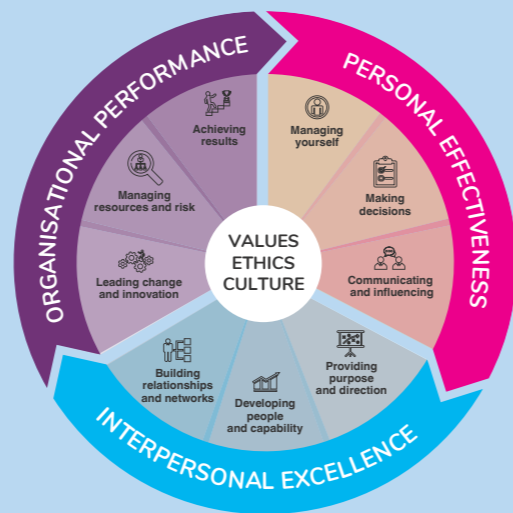 ORGANISATIONAL PERFORMANCE
PERSONAL EFFECTIVENESS
INTERPERSONAL EXCELLENCE
VALUES
ETHICS
CULTURE
Managing
yourself
Making
decisions
Communicating
and influencing
Providing
purpose
and direction
Developing
people
and capability
Building
relationships
and networks
Leading change
and innovation
Managing
resources and risk
Achieving
results